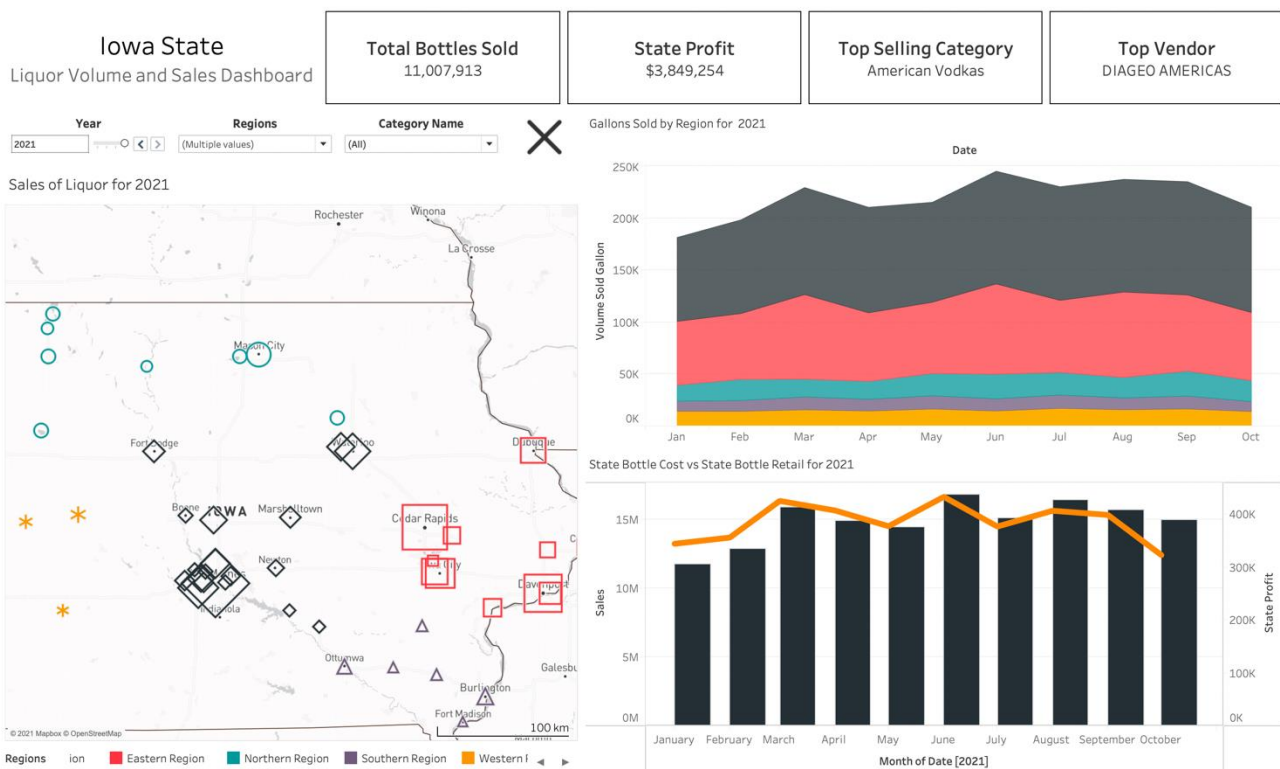 Iowa State
Liquor Volume and Sales Dashboard
Total Bottles Sold
11,007,913
State Profit
$3,849,254
Top Selling Category
American Vodkas
Top Vendor
DIAGEO AMERICAS
Year
2021
Regions
(Multiple values)
Category Name
(All)
Sales of Liquor for 2021
Rochester
Winona
La Crosse
Mason City
Fort Dodge
Waterloo
Dubuque
Boone
IOWA
Marshalltown
Cedar Rapids
Newton
City
Davenport
Indianola
Ottumwa
Galesbu
Burlington
Fort Madison
100 km
© 2021 Mapbox © OpenStreetMap
Regions
ion
Eastern Region
Northern Region
Southern Region
Western F
Gallons Sold by Region for 2021
Date
Volume Sold Gallon
250K
200K
150K
100K
50K
0K
Jan Feb Mar Apr May Jun Jul Aug Sep Oct
State Bottle Cost vs State Bottle Retail for 2021
Sales
15M
10M
5M
0M
State Profit
400K
300K
200K
100K
0K
January February March April May June July August September October
Month of Date [2021]